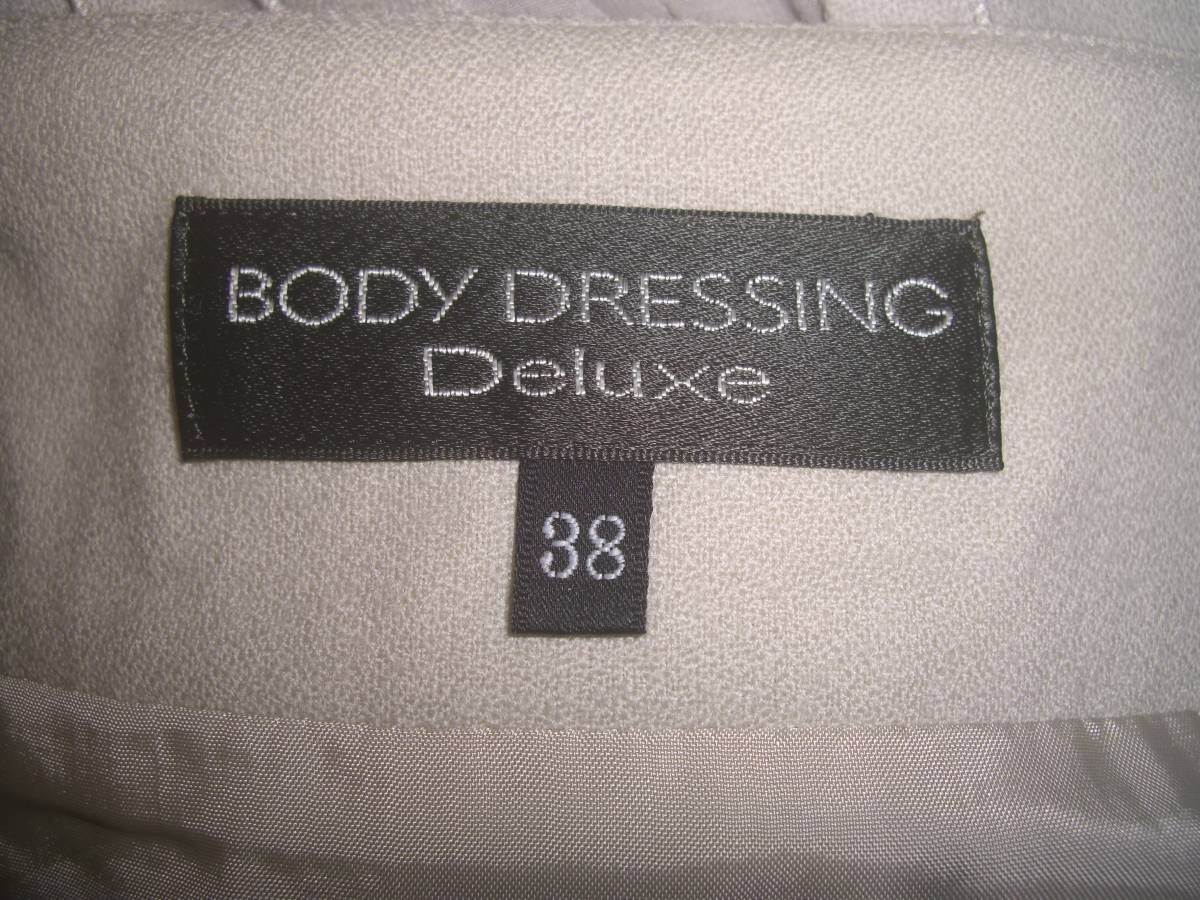 BODY DRESSING
Deluxe
38